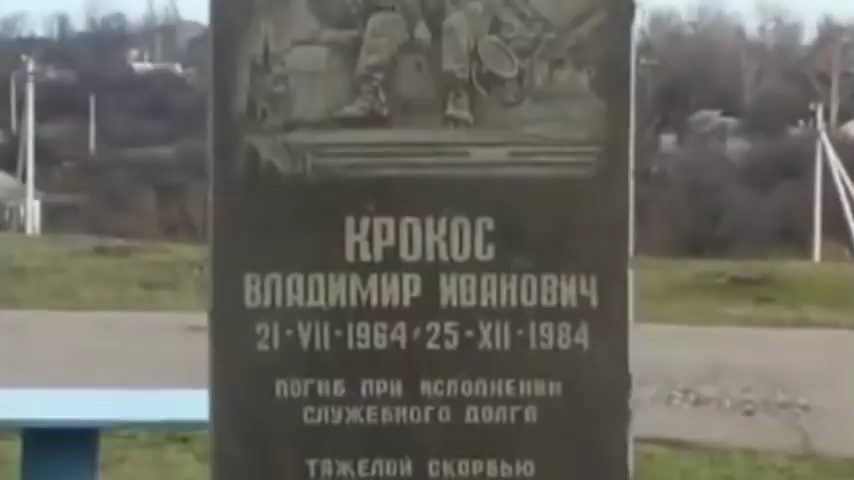 КРОКОС
ВЛАДИМИР ИВАНОВИЧ
21-VII-1964 25-XII-1984
ПОГИБ ПРИ ИСПОЛНЕНИИ
СЛУЖЕБНОГО ДОЛГА
ТЯЖЕЛОЙ СКОРБЬЮ